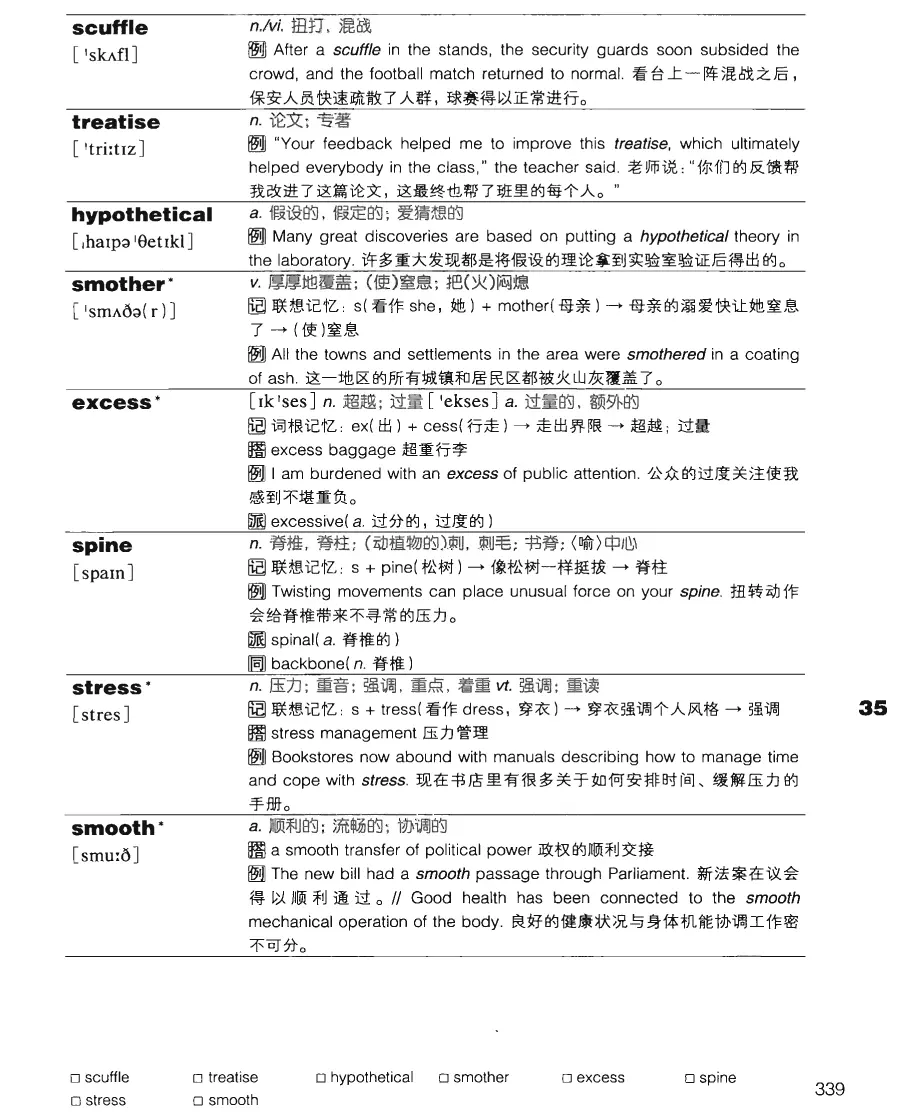 scuffle n./vi. 扭打,混战
[ˈskʌfl] 例 After a scuffle in the stands, the security guards soon subsided the
crowd, and the football match returned to normal. 看台上一阵混战之后,
保安人员快速疏散了人群,球赛得以正常进行。
treatise n. 论文;专著
[ˈtriːtɪz] 例 “Your feedback helped me to improve this treatise, which ultimately
helped everybody in the class,” the teacher said. 老师说:“你们的反馈帮
我改进了这篇论文,这最终也帮了班里的每个人。”
hypothetical a. 假设的,假定的;爱猜想的
[ˌhaɪpəˈθetɪkl] 例 Many great discoveries are based on putting a hypothetical theory in
the laboratory. 许多重大发现都是将假设的理论拿到实验室验证后得出的。
smother* v. 厚厚地覆盖;(使)窒息;把(火)闷熄
[ˈsmʌðə(r)] 记 联想记忆:s(看作 she,她) + mother(母亲) → 母亲的溺爱快让她窒息
了 → (使)窒息
例 All the towns and settlements in the area were smothered in a coating
of ash. 这一地区的所有城镇和居民区都被火山灰覆盖了。
excess* [ɪkˈses] n. 超越;过量 [ˈekses] a. 过量的,额外的
记 词根记忆:ex(出) + cess(行走) → 走出界限 → 超越;过量
搭 excess baggage 超重行李
例 I am burdened with an excess of public attention. 公众的过度关注使我
感到不堪重负。
派 excessive(a. 过分的,过度的)
spine n. 脊椎,脊柱;(动植物的)刺,刺毛;书脊;〈喻〉中心
[spaɪn] 记 联想记忆:s + pine(松树) → 像松树一样挺拔 → 脊柱
例 Twisting movements can place unusual force on your spine. 扭转动作
会给脊椎带来不寻常的压力。
派 spinal(a. 脊椎的)
同 backbone(n. 脊椎)
stress* n. 压力;重音;强调,重点,着重 vt. 强调;重读
[stres] 记 联想记忆:s + tress(看作 dress,穿衣) → 穿衣强调个人风格 → 强调
35
搭 stress management 压力管理
例 Bookstores now abound with manuals describing how to manage time
and cope with stress. 现在书店里有很多关于如何安排时间、缓解压力的
手册。
smooth* a. 顺利的;流畅的;协调的
[smuːð] 搭 a smooth transfer of political power 政权的顺利交接
例 The new bill had a smooth passage through Parliament. 新法案在议会
得以顺利通过。// Good health has been connected to the smooth
mechanical operation of the body. 良好的健康状况与身体机能协调工作密
不可分。
□ scuffle □ treatise □ hypothetical □ smother □ excess □ spine
□ stress □ smooth
339